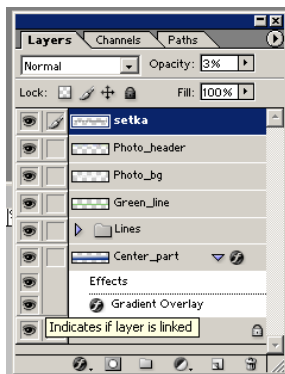 Layers Channels Paths
Normal Opacity: 3%
Lock: Fill: 100%
setka
Photo_header
Photo_bg
Green_line
Lines
Center_part
Effects
Gradient Overlay
Indicates if layer is linked